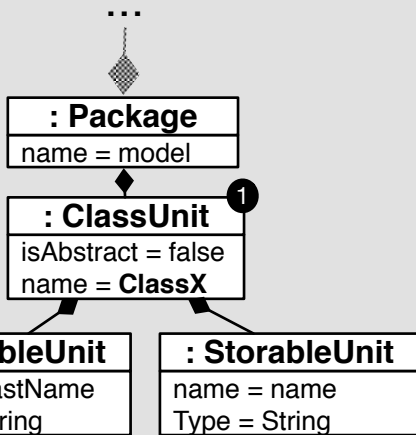 ...
: Package
name = model
1
: ClassUnit
isAbstract = false
name = ClassX
bleUnit
astName
ring
: StorableUnit
name = name
Type = String